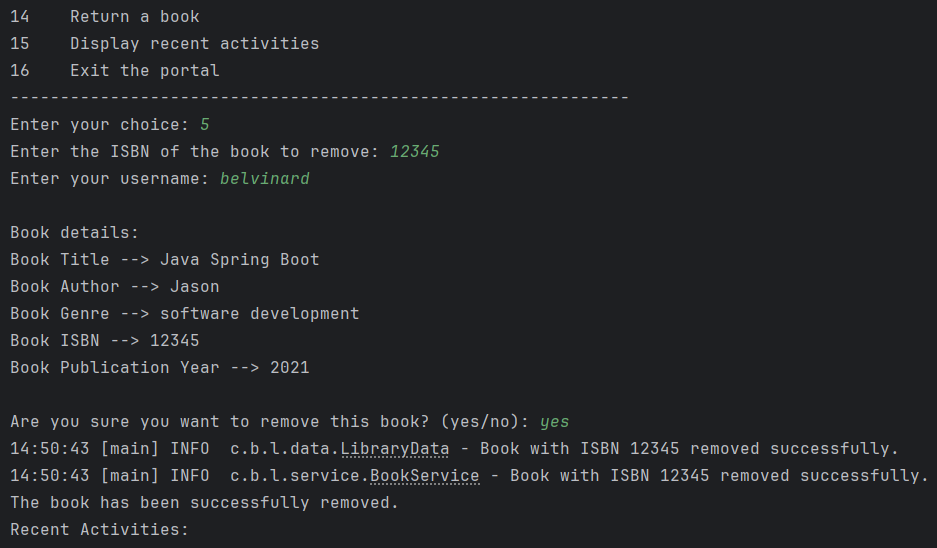 14    Return a book
15    Display recent activities
16    Exit the portal
--------------------------------------------------------------
Enter your choice: 5
Enter the ISBN of the book to remove: 12345
Enter your username: belvinard
Book details:
Book Title --> Java Spring Boot
Book Author --> Jason
Book Genre --> software development
Book ISBN --> 12345
Book Publication Year --> 2021
Are you sure you want to remove this book? (yes/no): yes
14:50:43 [main] INFO  c.b.l.data.LibraryData - Book with ISBN 12345 removed successfully.
14:50:43 [main] INFO  c.b.l.service.BookService - Book with ISBN 12345 removed successfully.
The book has been successfully removed.
Recent Activities: